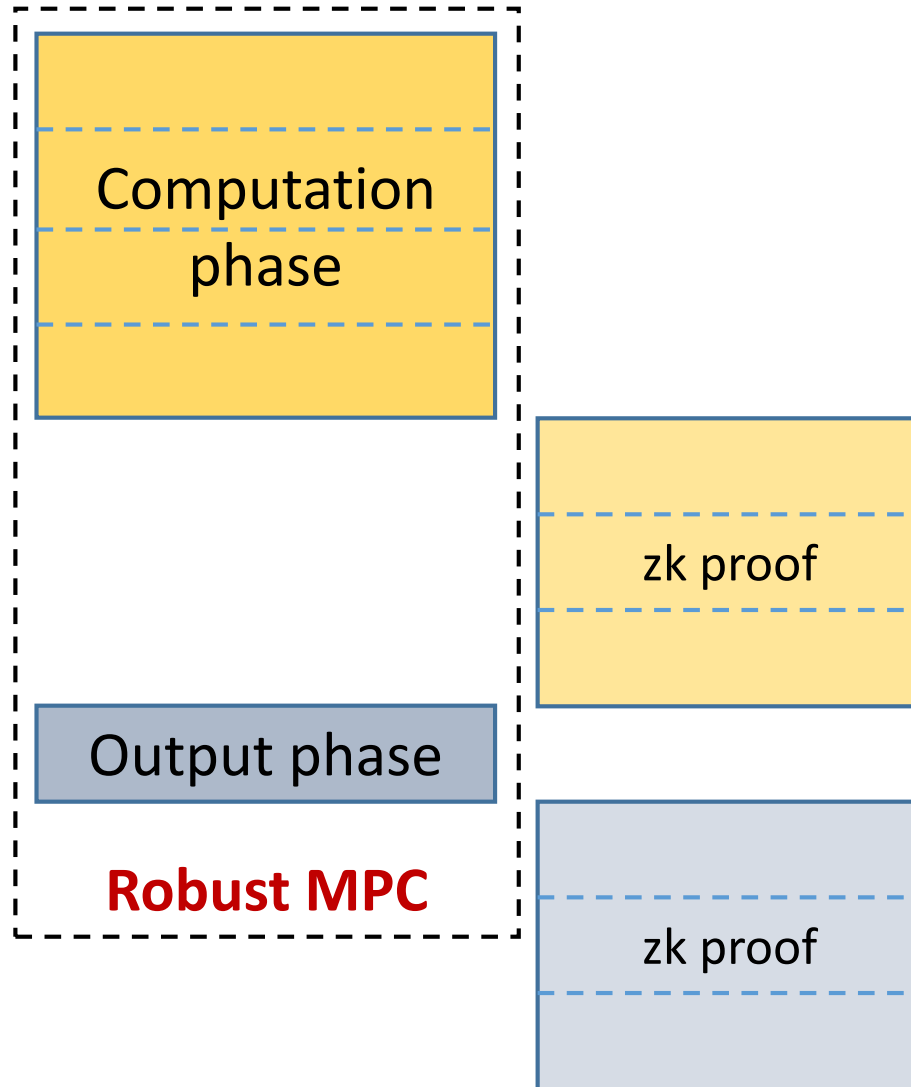 Computation
phase
zk proof
Output phase
Robust MPC
zk proof